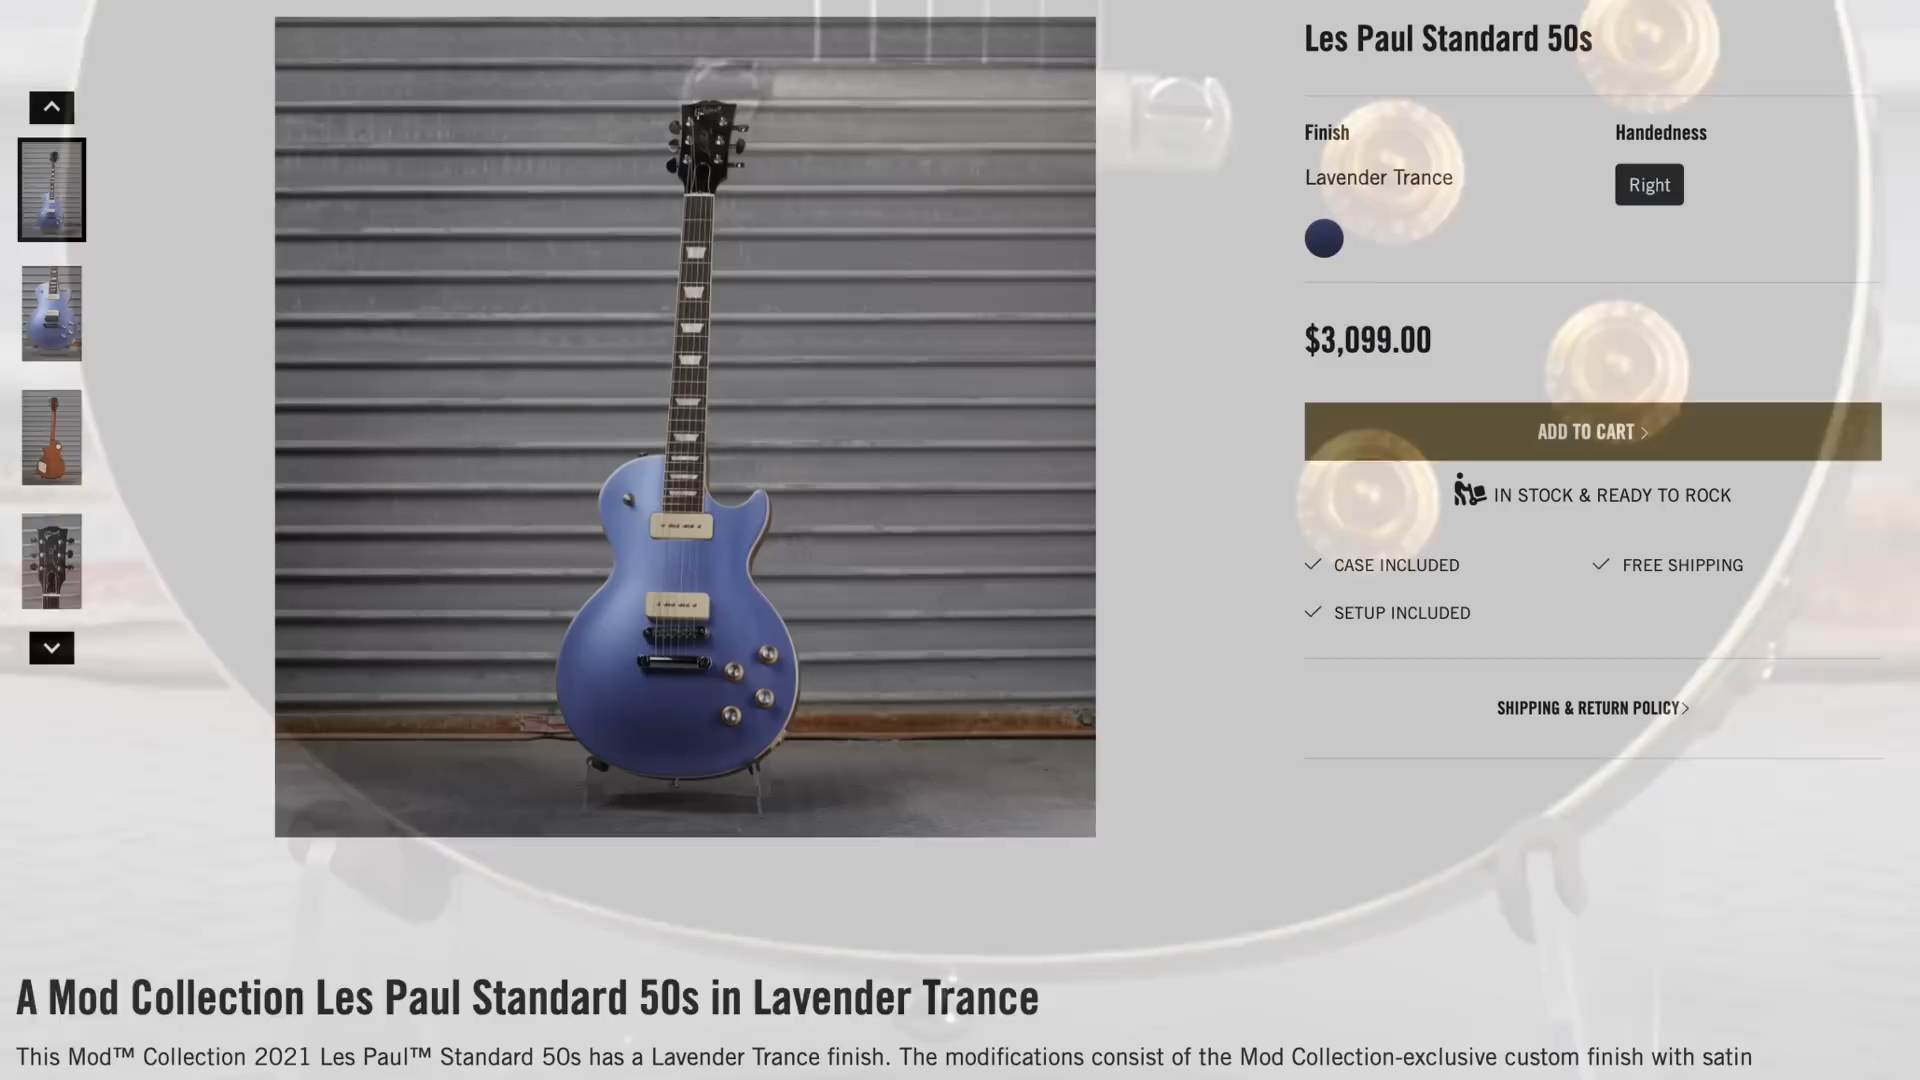 Les Paul Standard 50s
Finish
Handedness
Lavender Trance
Right
$3,099.00
ADD TO CART
IN STOCK & READY TO ROCK
CASE INCLUDED
FREE SHIPPING
SETUP INCLUDED
SHIPPING & RETURN POLICY
A Mod Collection Les Paul Standard 50s in Lavender Trance
This Mod™ Collection 2021 Les Paul™ Standard 50s has a Lavender Trance finish. The modifications consist of the Mod Collection-exclusive custom finish with satin